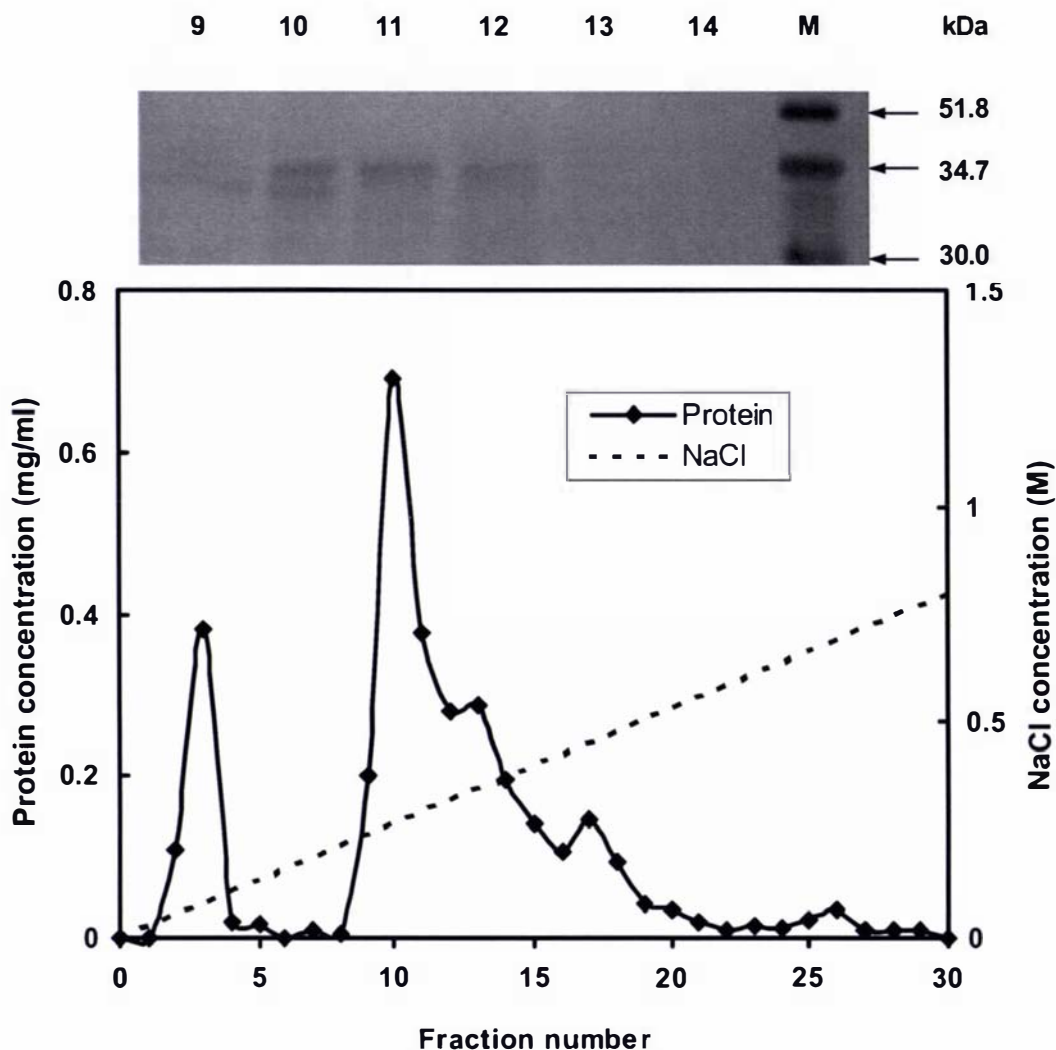 9 10 11 12 13 14 M kDa
51.8
34.7
30.0
0.8
0.6
0.4
0.2
0
Protein concentration (mg/ml)
1.5
1
0.5
0
NaCl concentration (M)
Protein
NaCl
0 5 10 15 20 25 30
Fraction number